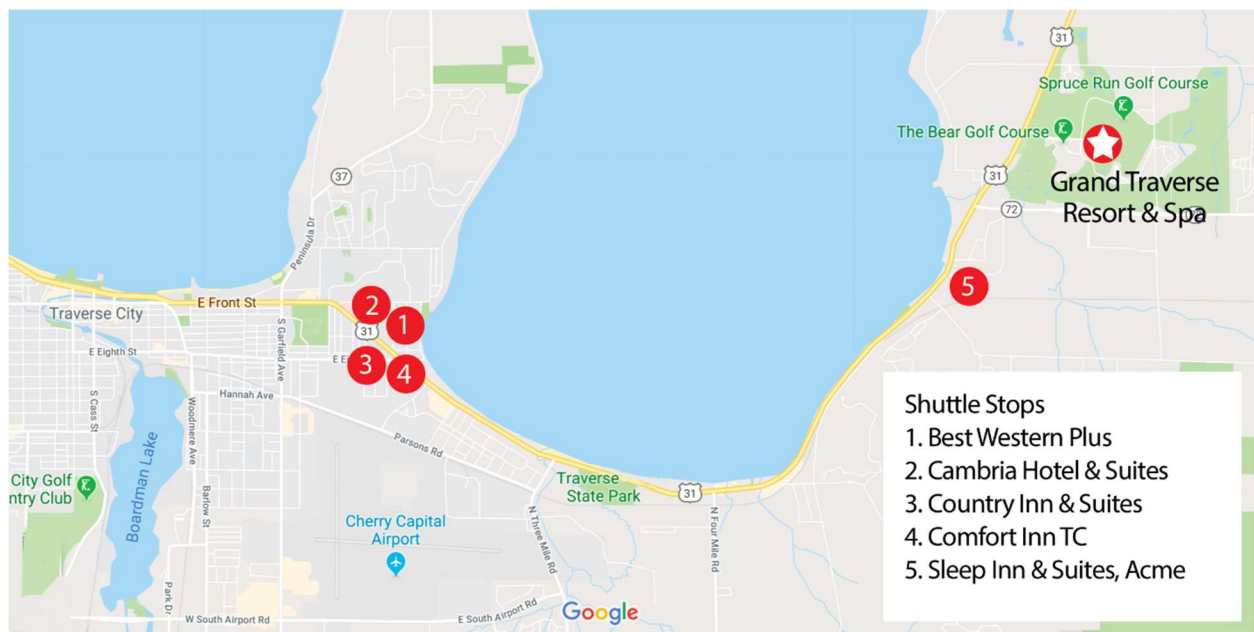 31
Spruce Run Golf Course
The Bear Golf Course
31
Grand Traverse
Resort & Spa
72
37
Peninsula Dr
5
E Front St
2
1
31
Traverse City
S Garfield Ave
E Eighth St
3
4
Hannah Ave
S Cass St
Woodmere Ave
Parsons Rd
Boardman Lake
City Golf
ntry Club
Barlow St
Traverse
State Park
31
N Three Mile Rd
N Four Mile Rd
Cherry Capital
Airport
Park Dr
W South Airport Rd
E South Airport Rd
Google
Shuttle Stops
1. Best Western Plus
2. Cambria Hotel & Suites
3. Country Inn & Suites
4. Comfort Inn TC
5. Sleep Inn & Suites, Acme